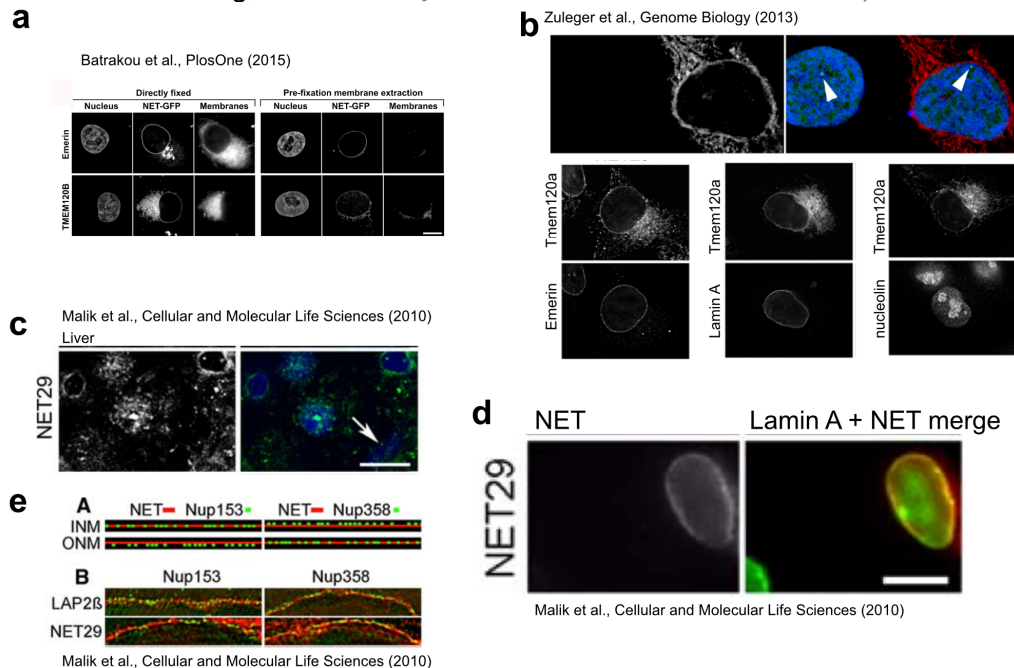 a
Batrakou et al., PlosOne (2015)
Directly fixed
Pre-fixation membrane extraction
Nucleus NET-GFP Membranes
Nucleus NET-GFP Membranes
Emerin
TMEM120B
b
Zuleger et al., Genome Biology (2013)
Tmem120a
Tmem120a
Tmem120a
Emerin
Lamin A
nucleolin
c
Malik et al., Cellular and Molecular Life Sciences (2010)
Liver
NET29
d
NET
Lamin A + NET merge
NET29
Malik et al., Cellular and Molecular Life Sciences (2010)
e
A
NET Nup153
NET Nup358
INM
ONM
B
Nup153
Nup358
LAP2ß
NET29
Malik et al., Cellular and Molecular Life Sciences (2010)